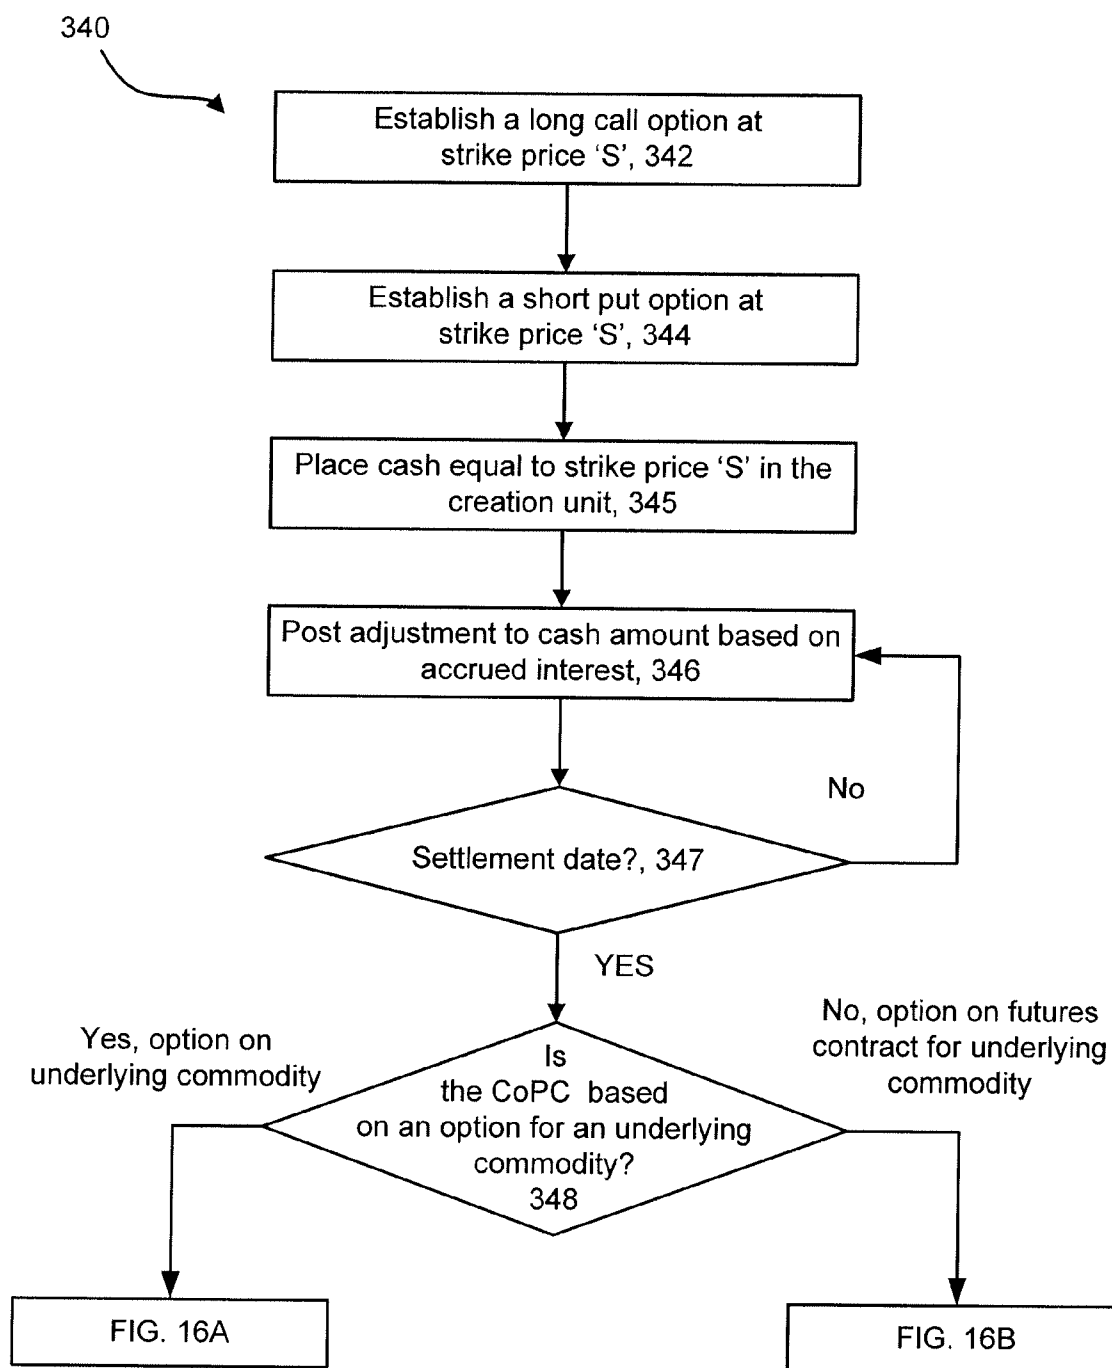 340
Establish a long call option at
strike price ‘S’, 342
Establish a short put option at
strike price ‘S’, 344
Place cash equal to strike price ‘S’ in the
creation unit, 345
Post adjustment to cash amount based on
accrued interest, 346
No
Settlement date?, 347
YES
Yes, option on
underlying commodity
No, option on futures
contract for underlying
commodity
Is
the CoPC based
on an option for an underlying
commodity?
348
FIG. 16A
FIG. 16B